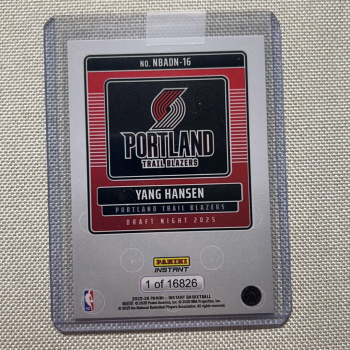 NO. NBADN-16
PORTLAND
TRAIL BLAZERS
YANG HANSEN
PORTLAND TRAIL BLAZERS
DRAFT NIGHT 2025
PANINI
INSTANT
1 of 16826
2025-26 PANINI - INSTANT BASKETBALL
NBA